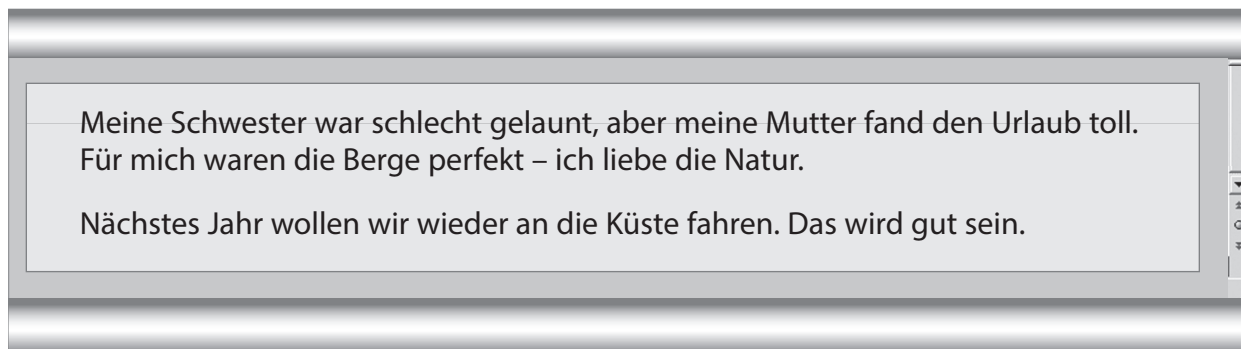 Meine Schwester war schlecht gelaunt, aber meine Mutter fand den Urlaub toll.
Für mich waren die Berge perfekt – ich liebe die Natur.
Nächstes Jahr wollen wir wieder an die Küste fahren. Das wird gut sein.